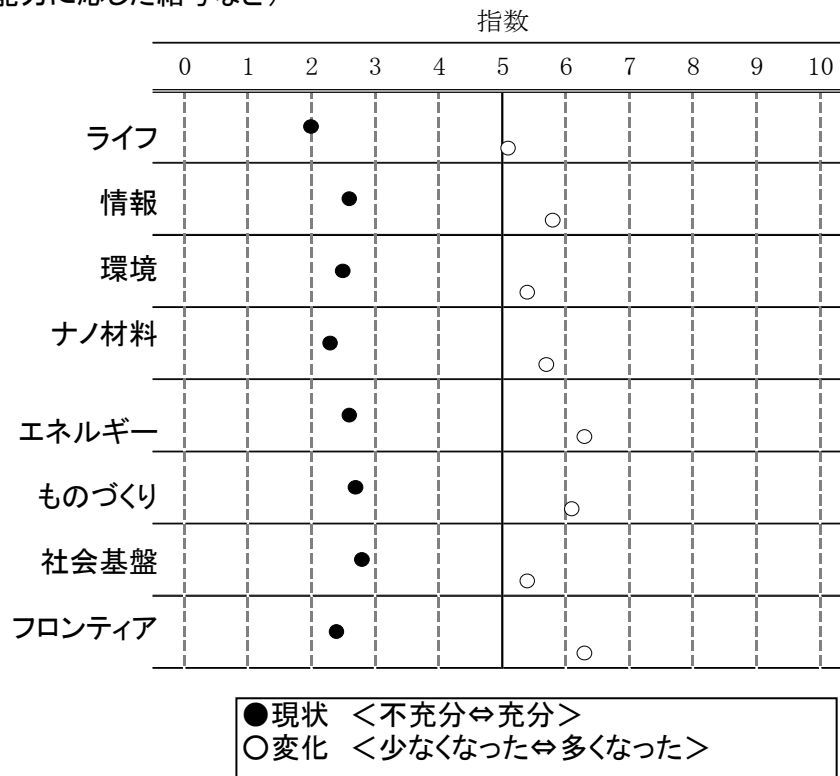 応じた給与など)
指数
0 1 2 3 4 5 6 7 8 9 10
ライフ
情報
環境
ナノ材料
エネルギー
ものづくり
社会基盤
フロンティア
●現状 <不充分⇔充分>
○変化 <少なくなった⇔多くなった>